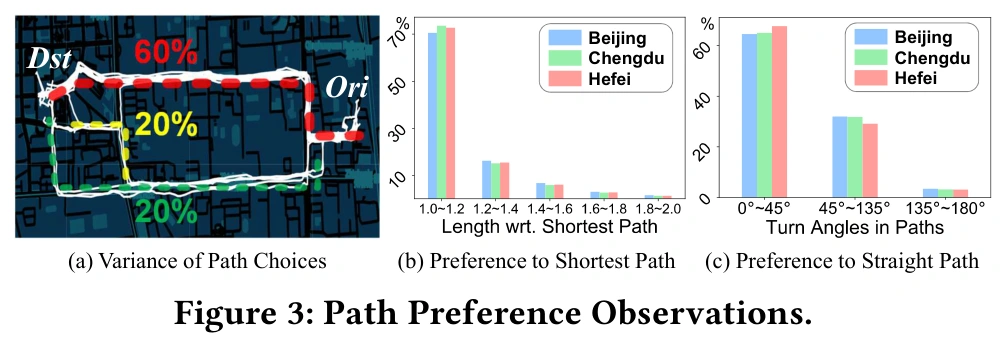 Dst
60%
Ori
20%
20%
(a) Variance of Path Choices
%
70
50
30
10
Beijing
Chengdu
Hefei
1.0~1.2 1.2~1.4 1.4~1.6 1.6~1.8 1.8~2.0
Length wrt. Shortest Path
(b) Preference to Shortest Path
%
60
40
20
0
Beijing
Chengdu
Hefei
0°~45° 45°~135° 135°~180°
Turn Angles in Paths
(c) Preference to Straight Path
Figure 3: Path Preference Observations.